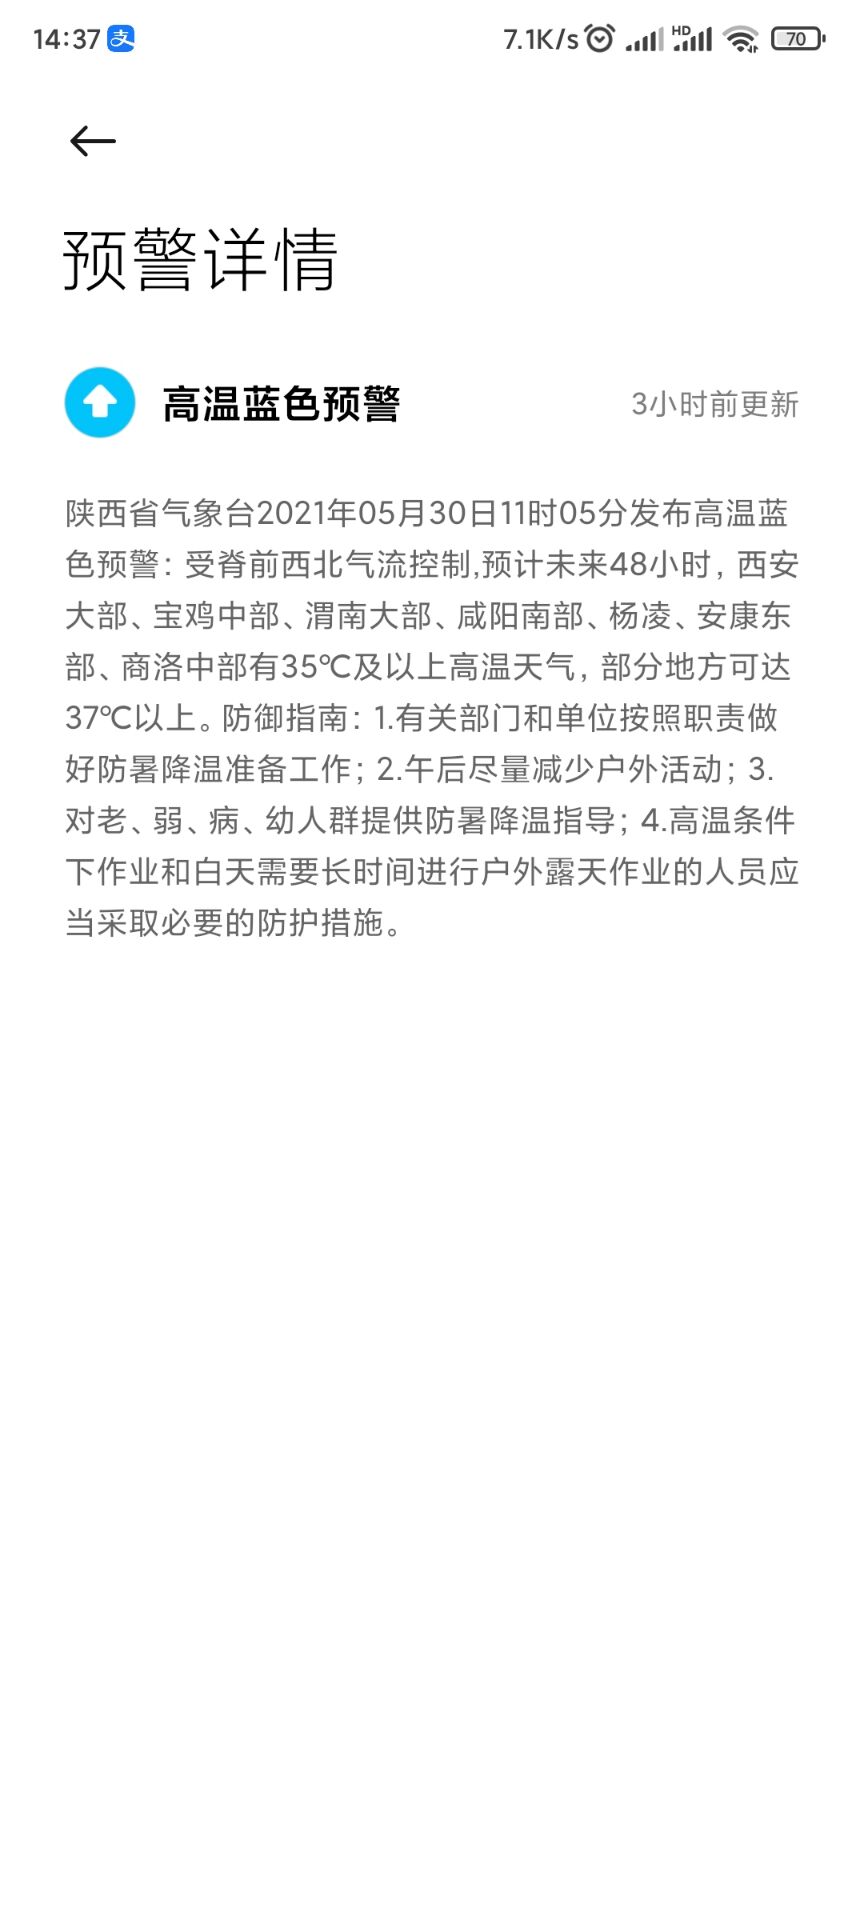 14:37 支 7.1K/s HD 70
预警详情
高温蓝色预警 3小时前更新
陕西省气象台2021年05月30日11时05分发布高温蓝
色预警：受脊前西北气流控制,预计未来48小时，西安
大部、宝鸡中部、渭南大部、咸阳南部、杨凌、安康东
部、商洛中部有35℃及以上高温天气，部分地方可达
37℃以上。防御指南：1.有关部门和单位按照职责做
好防暑降温准备工作；2.午后尽量减少户外活动；3.
对老、弱、病、幼人群提供防暑降温指导；4.高温条件
下作业和白天需要长时间进行户外露天作业的人员应
当采取必要的防护措施。